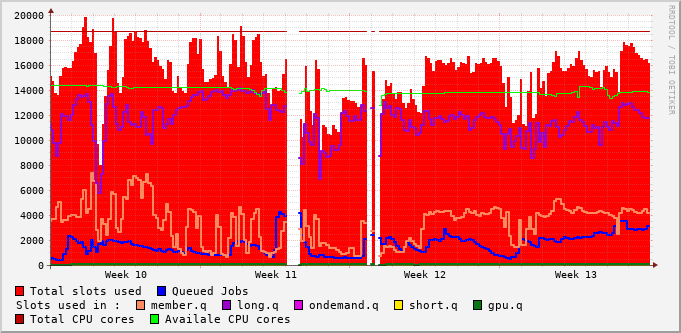 20000
18000
16000
14000
12000
10000
8000
6000
4000
2000
0
Week 10 Week 11 Week 12 Week 13
Total slots used Queued Jobs
Slots used in : member.q long.q ondemand.q short.q gpu.q
Total CPU cores Availale CPU cores
RRDTOOL / TOBI OETIKER